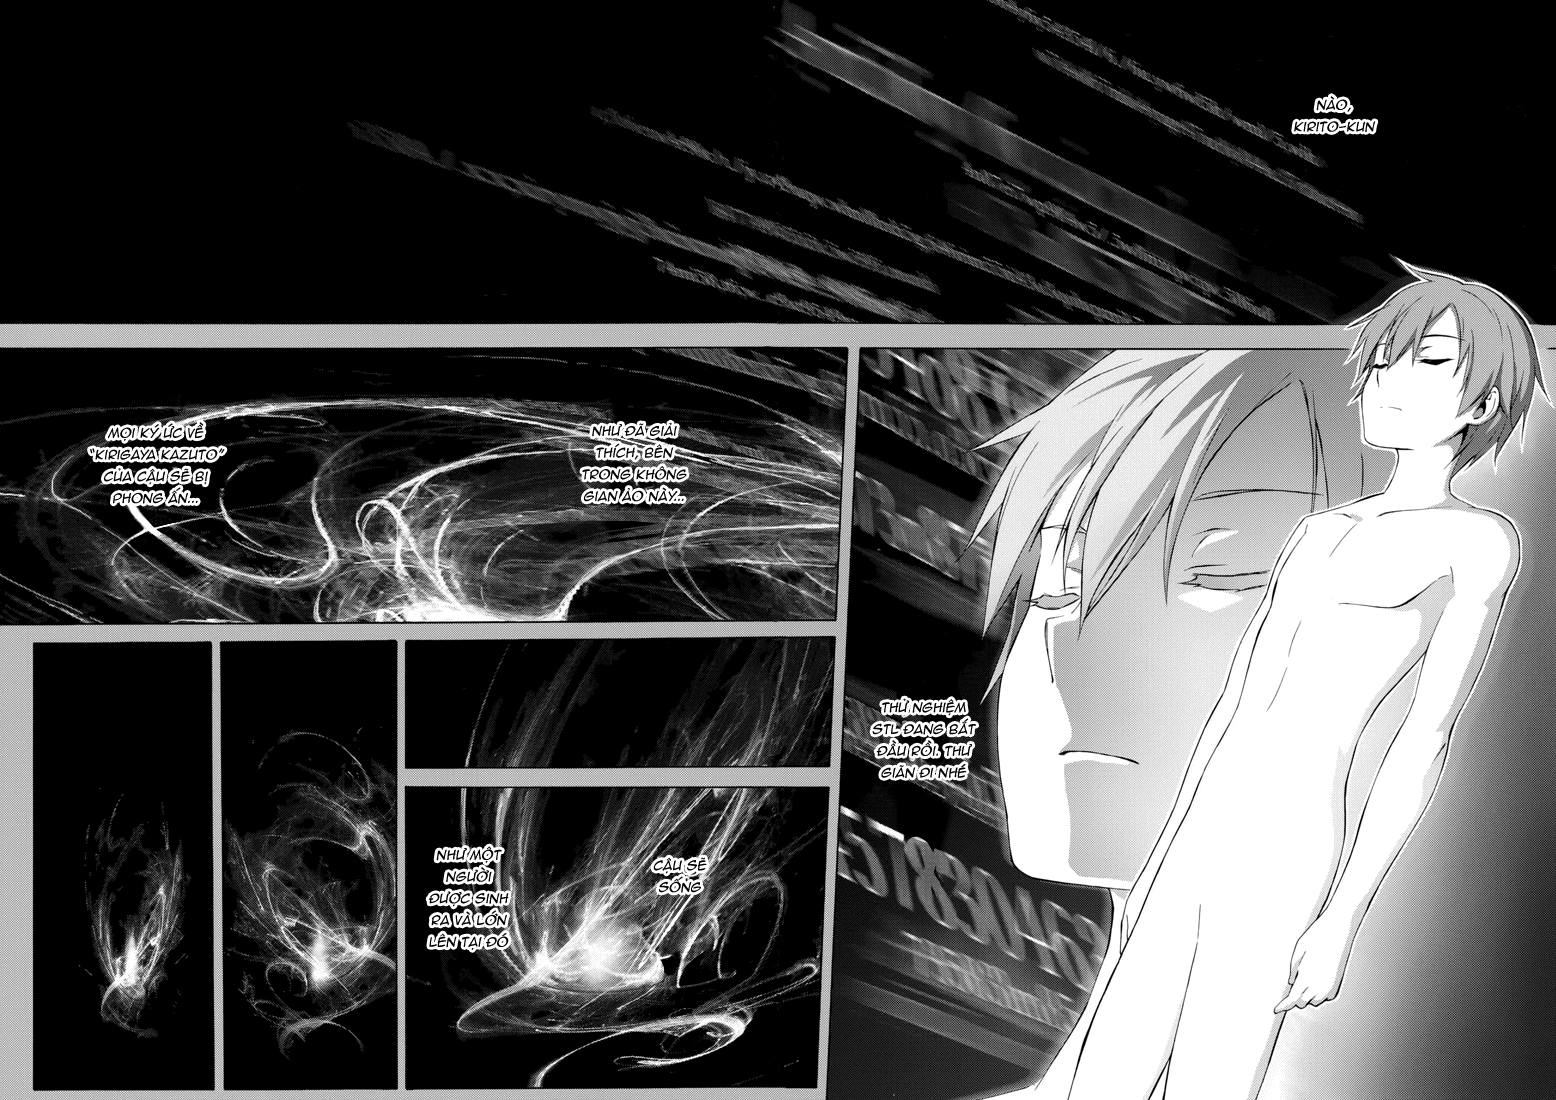 NÀO,
KIRITO-KUN
THỬ NGHIỆM
STL ĐANG BẮT
ĐẦU RỒI. THƯ
GIÃN ĐI NHÉ
NHƯ ĐÃ GIẢI
THÍCH, BÊN
TRONG KHÔNG
GIAN ẢO NÀY...
MỌI KÝ ỨC VỀ
"KIRIGAYA KAZUTO"
CỦA CẬU SẼ BỊ
PHONG ẤN...
CẬU SẼ
SỐNG
NHƯ MỘT
NGƯỜI
ĐƯỢC SINH
RA VÀ LỚN
LÊN TẠI ĐÓ